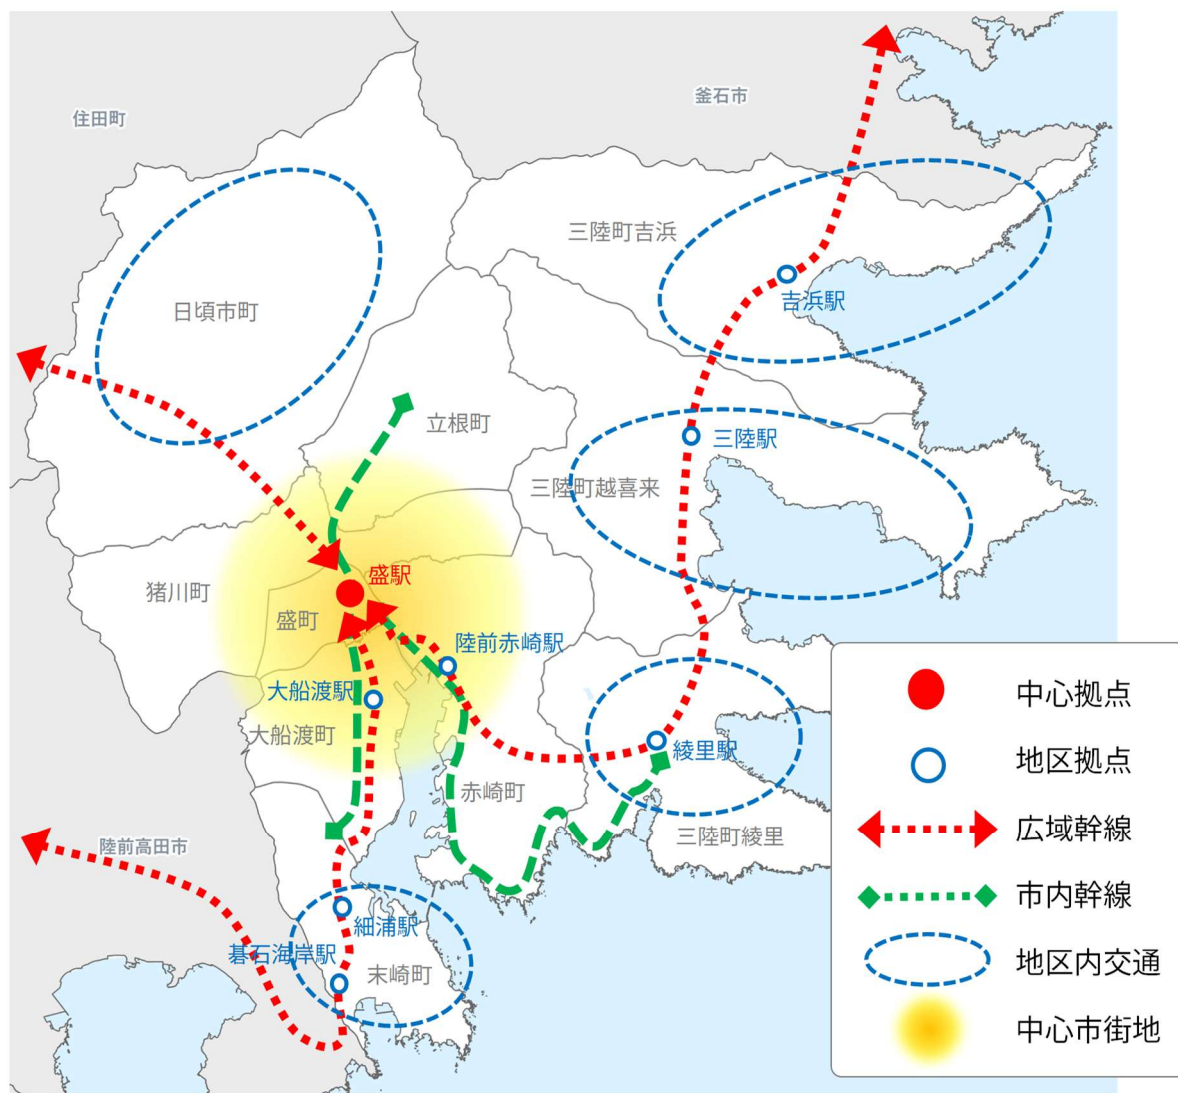 釜石市
住田町
三陸町吉浜
吉浜駅
日頃市町
立根町
三陸駅
三陸町越喜来
盛駅
猪川町
盛町
陸前赤崎駅
大船渡駅
大船渡町
綾里駅
赤崎町
三陸町綾里
陸前高田市
細浦駅
碁石海岸駅
末崎町
中心拠点
地区拠点
広域幹線
市内幹線
地区内交通
中心市街地